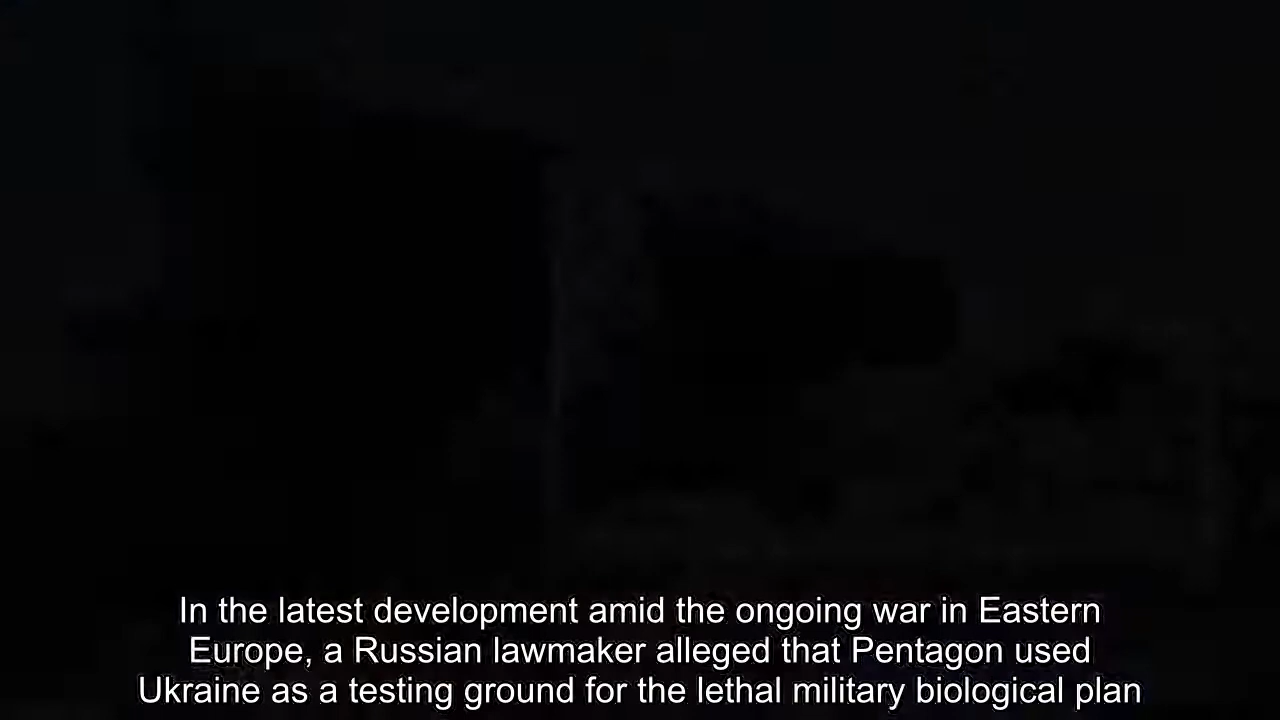 In the latest development amid the ongoing war in Eastern
Europe, a Russian lawmaker alleged that Pentagon used
Ukraine as a testing ground for the lethal military biological plan